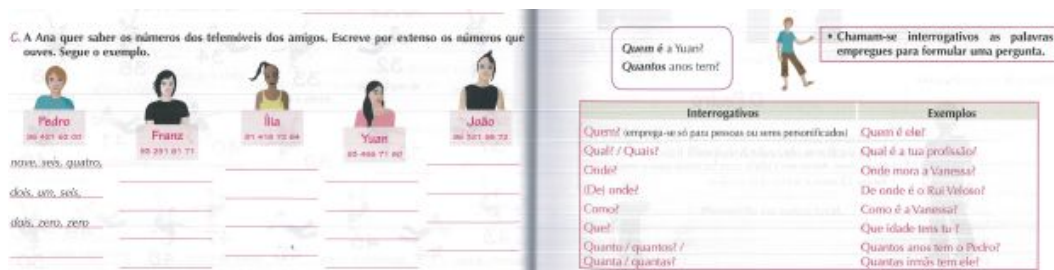 C. A Ana quer saber os números dos telemóveis dos amigos. Escreve por extenso os números que
ouves. Segue o exemplo.
Pedro
Franz
Ília
Yuan
João
nove, seis, quatro,
dois, um, seis,
dois, zero, zero
Quem é a Yuan?
Quantos anos tem?
• Chamam-se interrogativos as palavras
empregues para formular uma pergunta.
Interrogativos Exemplos
Quem? (emprega-se só para pessoas ou seres personificados) Quem é ele?
Qual? / Quais? Qual é a tua profissão?
Onde? Onde mora a Vanessa?
(De) onde? De onde é o Rui Veloso?
Como? Como é a Vanessa?
Que? Que idade tens tu?
Quanto / quantos? / Quantos anos tem o Pedro?
Quanta / quantas? Quantas irmãs tem ele?